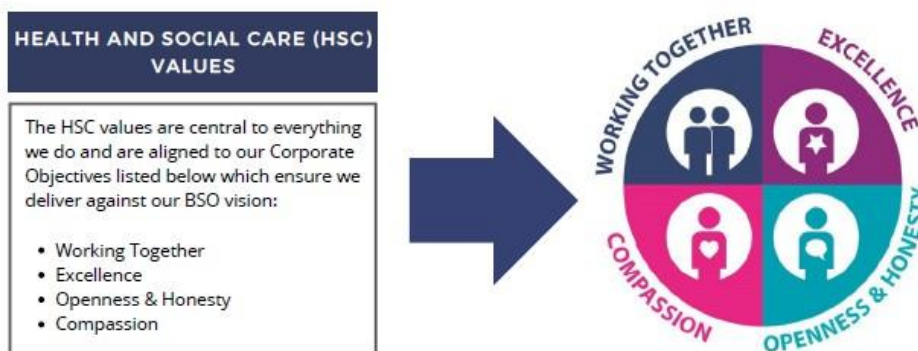 HEALTH AND SOCIAL CARE (HSC)
VALUES
The HSC values are central to everything
we do and are aligned to our Corporate
Objectives listed below which ensure we
deliver against our BSO vision:
• Working Together
• Excellence
• Openness & Honesty
• Compassion
WORKING TOGETHER
EXCELLENCE
COMPASSION
OPENNESS & HONESTY